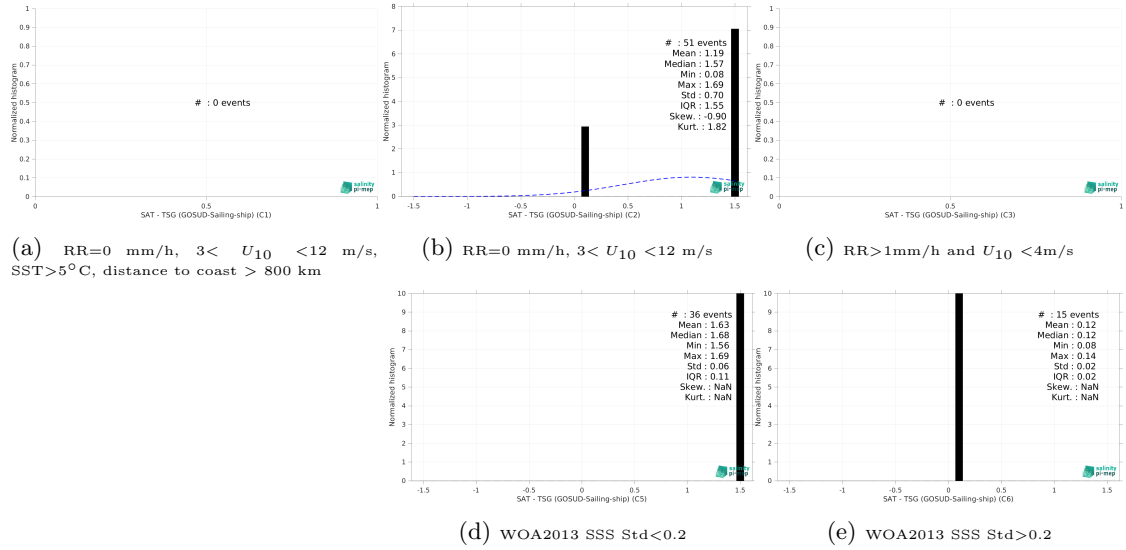 1
0.9
0.8
0.7
0.6
0.5
0.4
0.3
0.2
0.1
0
Normalized histogram
# : 0 events
salinity
pi-mep
0 0.5 1
SAT - TSG (GOSUD-Sailing-ship) (C1)
(a) RR=0 mm/h, 3< U10 <12 m/s,
SST>5°C, distance to coast > 800 km
8
7
6
5
4
3
2
1
0
Normalized histogram
# : 51 events
Mean : 1.19
Median : 1.57
Min : 0.08
Max : 1.69
Std : 0.70
IQR : 1.55
Skew. : -0.90
Kurt. : 1.82
salinity
pi-mep
-1.5 -1 -0.5 0 0.5 1 1.5
SAT - TSG (GOSUD-Sailing-ship) (C2)
(b) RR=0 mm/h, 3< U10 <12 m/s
1
0.9
0.8
0.7
0.6
0.5
0.4
0.3
0.2
0.1
0
Normalized histogram
# : 0 events
salinity
pi-mep
0 0.5 1
SAT - TSG (GOSUD-Sailing-ship) (C3)
(c) RR>1mm/h and U10 <4m/s
10
9
8
7
6
5
4
3
2
1
0
Normalized histogram
# : 36 events
Mean : 1.63
Median : 1.68
Min : 1.56
Max : 1.69
Std : 0.06
IQR : 0.11
Skew. : NaN
Kurt. : NaN
salinity
pi-mep
-1.5 -1 -0.5 0 0.5 1 1.5
SAT - TSG (GOSUD-Sailing-ship) (C5)
(d) WOA2013 SSS Std<0.2
10
9
8
7
6
5
4
3
2
1
0
Normalized histogram
# : 15 events
Mean : 0.12
Median : 0.12
Min : 0.08
Max : 0.14
Std : 0.02
IQR : 0.02
Skew. : NaN
Kurt. : NaN
salinity
pi-mep
-1.5 -1 -0.5 0 0.5 1 1.5
SAT - TSG (GOSUD-Sailing-ship) (C6)
(e) WOA2013 SSS Std>0.2